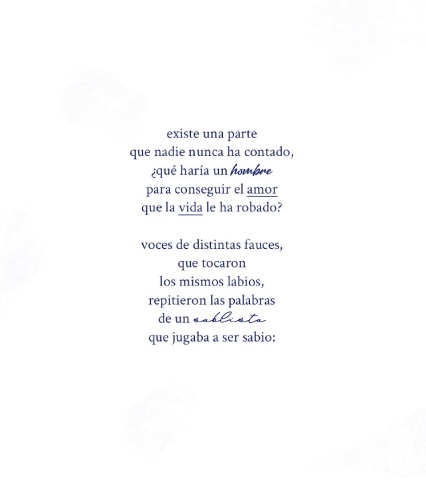 existe una parte
que nadie nunca ha contado,
¿qué haría un hombre
para conseguir el amor
que la vida le ha robado?
voces de distintas fauces,
que tocaron
los mismos labios,
repitieron las palabras
de un sablista
que jugaba a ser sabio: